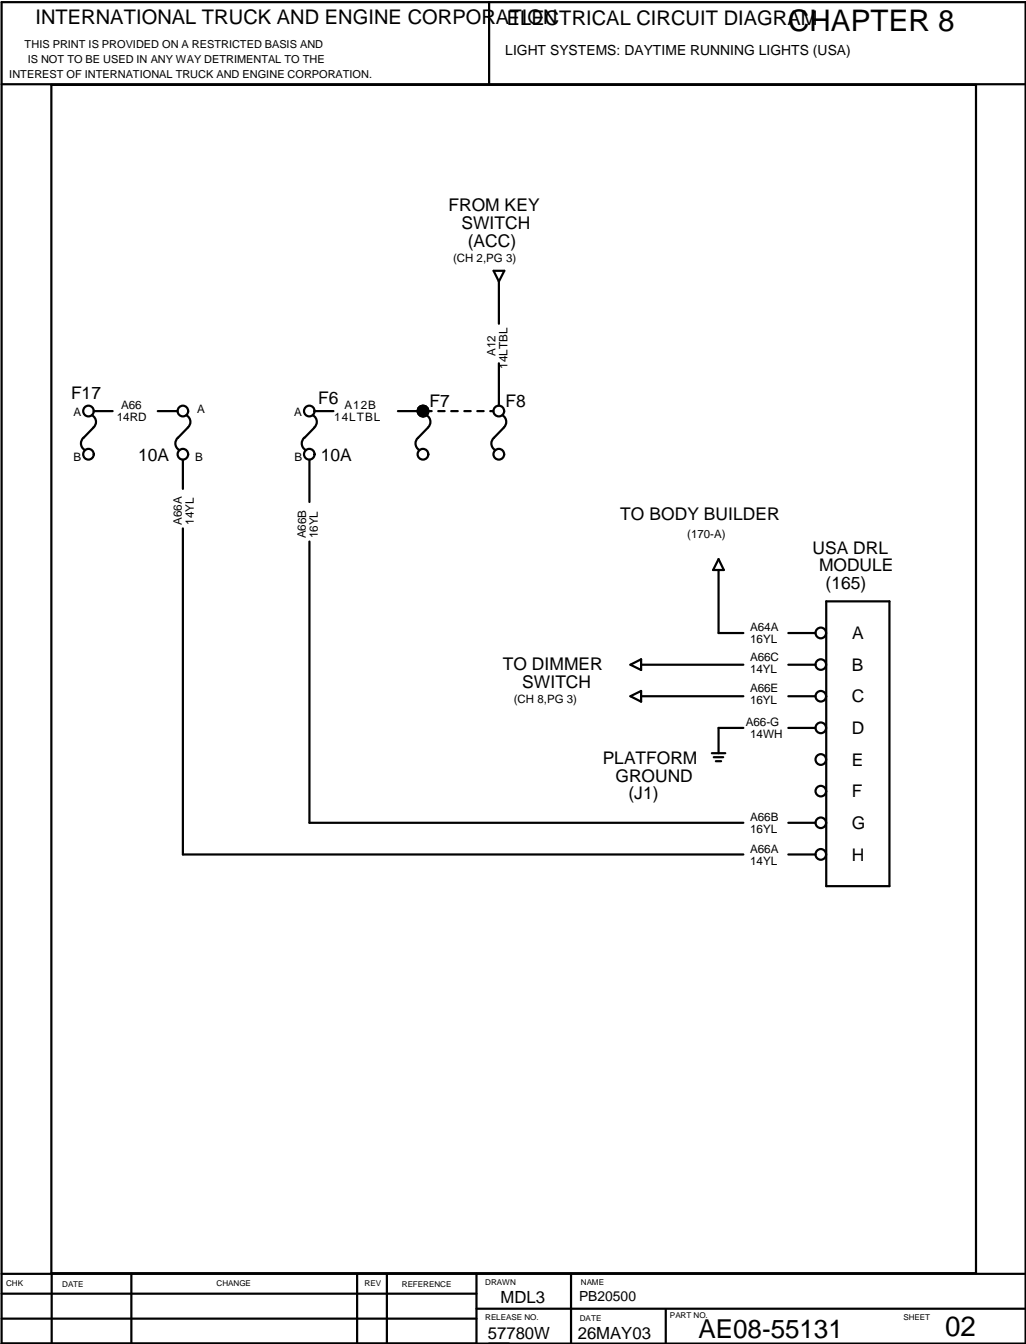 INTERNATIONAL TRUCK AND ENGINE CORPORATION
THIS PRINT IS PROVIDED ON A RESTRICTED BASIS AND
IS NOT TO BE USED IN ANY WAY DETRIMENTAL TO THE
INTEREST OF INTERNATIONAL TRUCK AND ENGINE CORPORATION.
ELECTRICAL CIRCUIT DIAGRAM
CHAPTER 8
LIGHT SYSTEMS: DAYTIME RUNNING LIGHTS (USA)
FROM KEY
SWITCH
(ACC)
(CH 2,PG 3)
A12
14LTBL
F17
A
A66
14RD
A
B
10A
B
F6
A
A12B
14LTBL
F7
F8
B
10A
A66A
14YL
A66B
16YL
TO BODY BUILDER
(170-A)
USA DRL
MODULE
(165)
A64A
16YL
A
TO DIMMER
SWITCH
(CH 8,PG 3)
A66C
14YL
B
A66E
16YL
C
A66-G
14WH
D
PLATFORM
GROUND
(J1)
E
F
A66B
16YL
G
A66A
14YL
H
CHK
DATE
CHANGE
REV
REFERENCE
DRAWN
MDL3
NAME
PB20500
RELEASE NO.
57780W
DATE
26MAY03
PART NO.
AE08-55131
SHEET
02